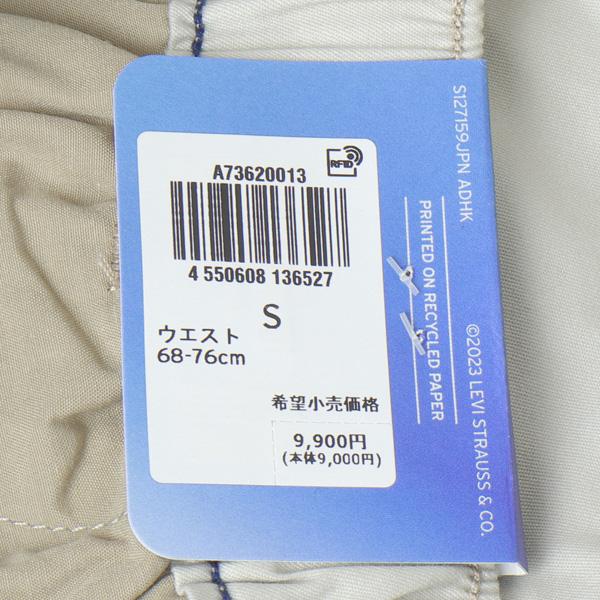 RFID
A73620013
4 550608 136527
S
ウエスト
68-76cm
希望小売価格
9,900円
(本体9,000円)
S127159JPN ADHK
PRINTED ON RECYCLED PAPER
©2023 LEVI STRAUSS & CO.